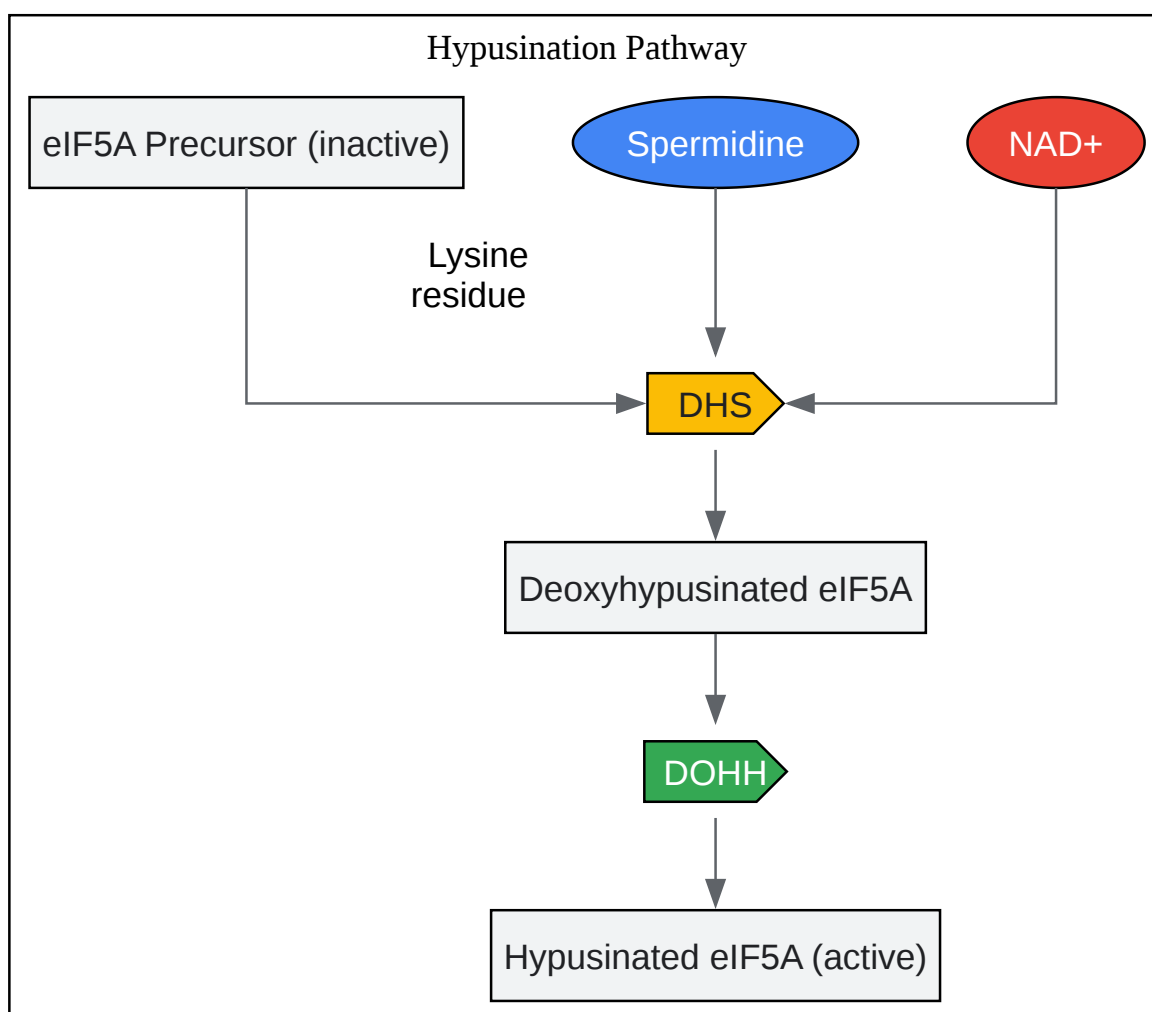 Hypusination Pathway
eIF5A Precursor (inactive)
Spermidine
NAD+
Lysine
residue
DHS
Deoxyhypusinated eIF5A
DOHH
Hypusinated eIF5A (active)